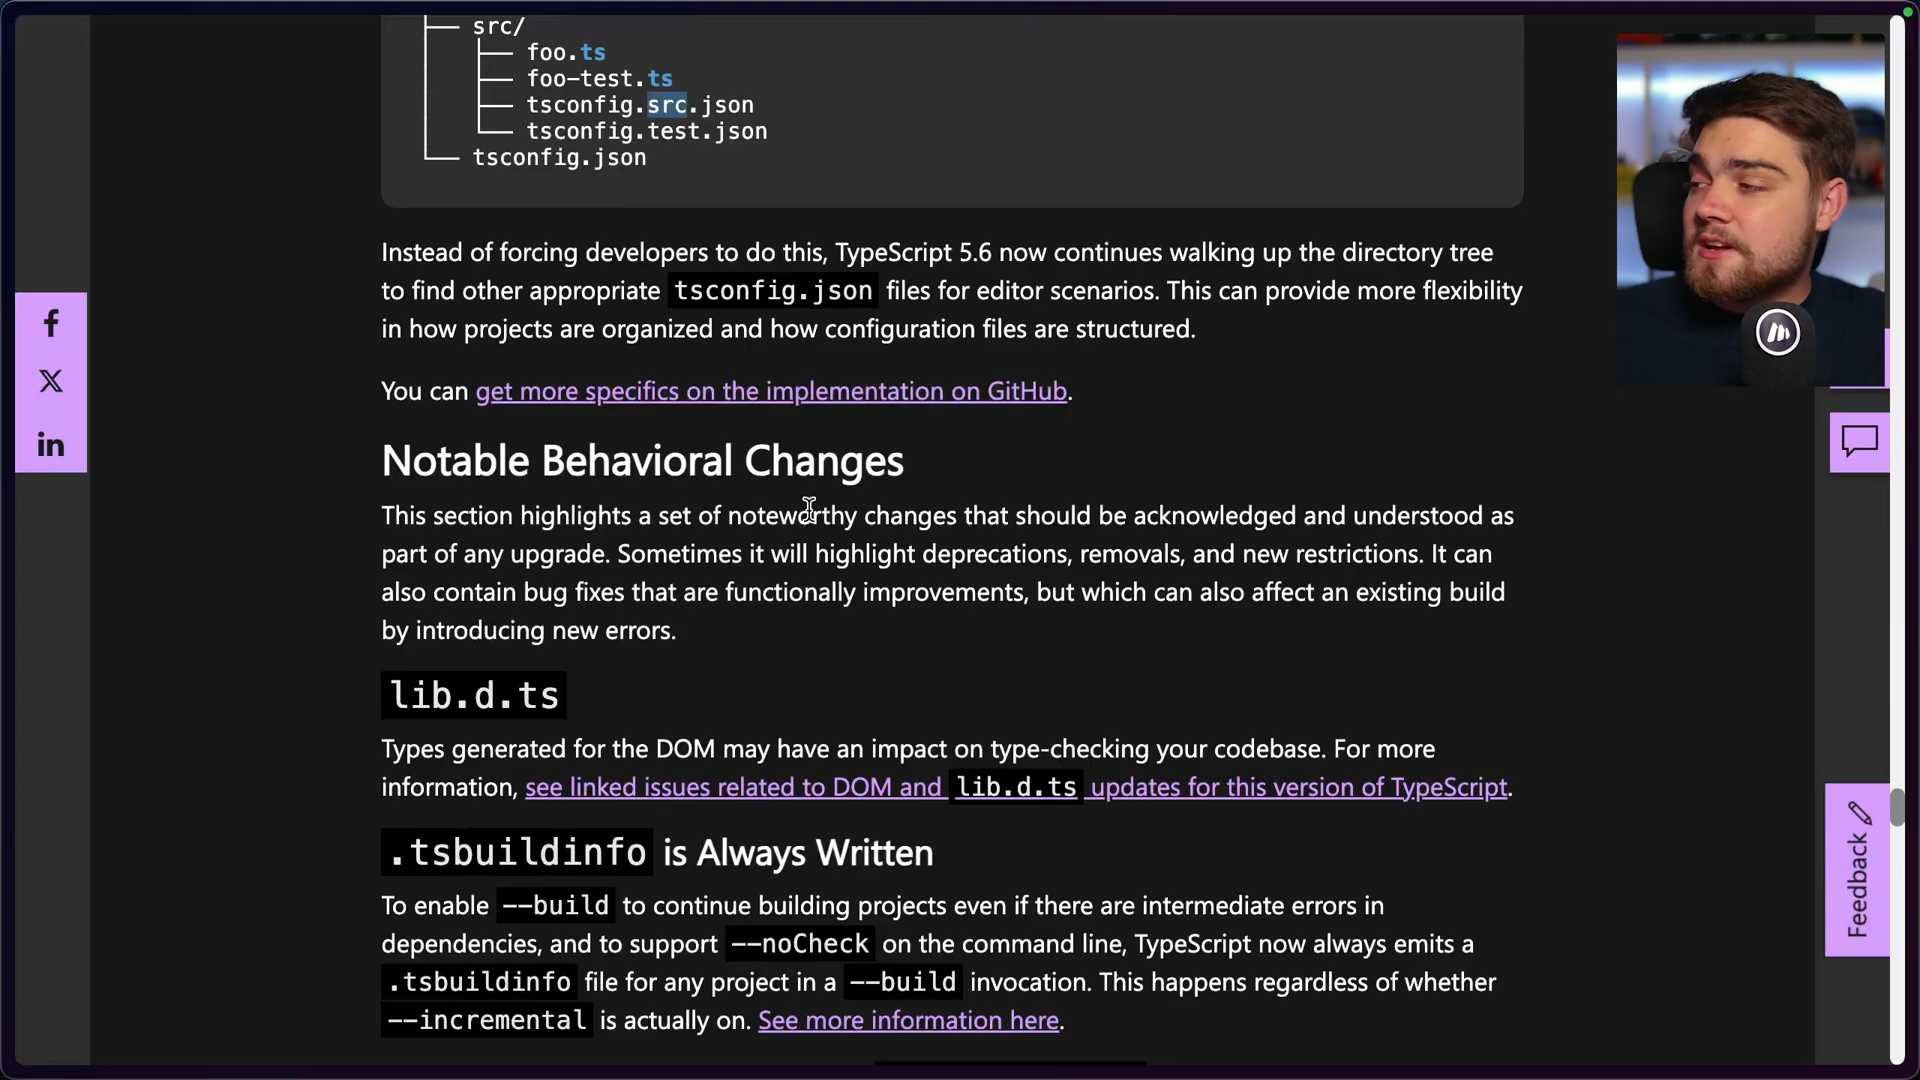 src/
foo.ts
foo-test.ts
tsconfig.src.json
tsconfig.test.json
tsconfig.json
Instead of forcing developers to do this, TypeScript 5.6 now continues walking up the directory tree
to find other appropriate tsconfig.json files for editor scenarios. This can provide more flexibility
in how projects are organized and how configuration files are structured.
You can get more specifics on the implementation on GitHub.
Notable Behavioral Changes
This section highlights a set of noteworthy changes that should be acknowledged and understood as
part of any upgrade. Sometimes it will highlight deprecations, removals, and new restrictions. It can
also contain bug fixes that are functionally improvements, but which can also affect an existing build
by introducing new errors.
lib.d.ts
Types generated for the DOM may have an impact on type-checking your codebase. For more
information, see linked issues related to DOM and lib.d.ts updates for this version of TypeScript.
.tsbuildinfo is Always Written
To enable --build to continue building projects even if there are intermediate errors in
dependencies, and to support --noCheck on the command line, TypeScript now always emits a
.tsbuildinfo file for any project in a --build invocation. This happens regardless of whether
--incremental is actually on. See more information here.
Feedback